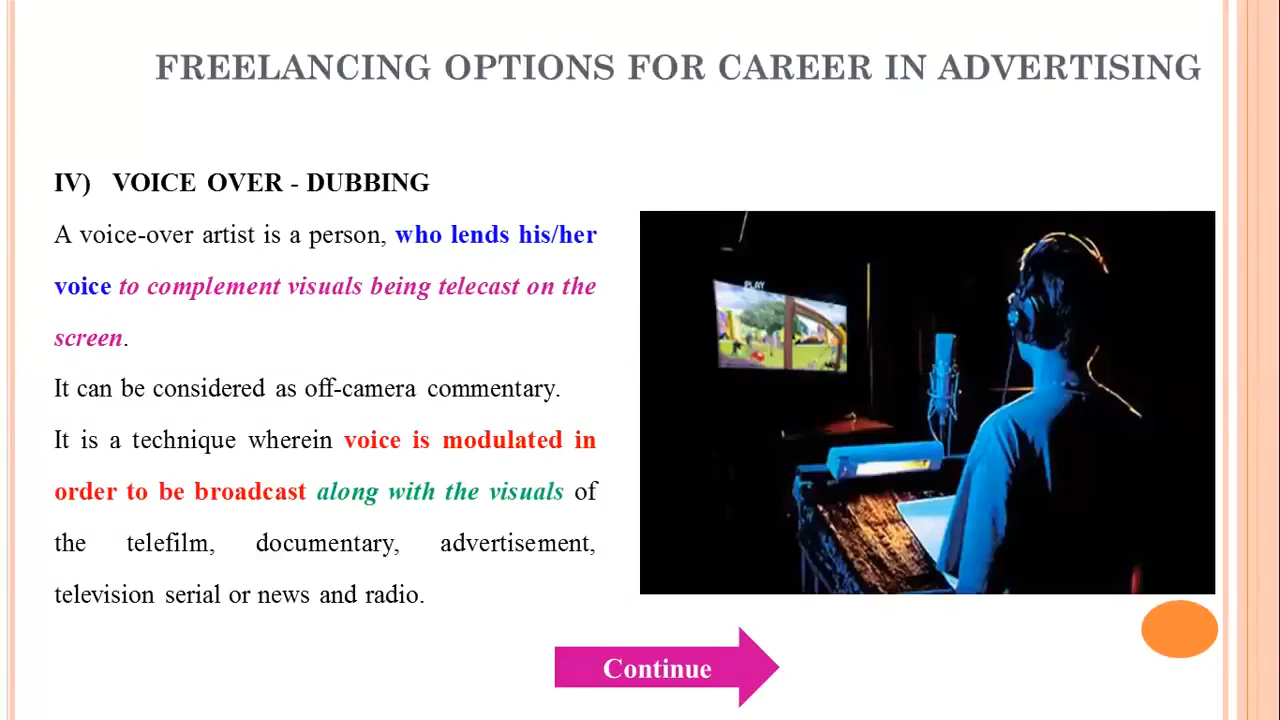 FREELANCING OPTIONS FOR CAREER IN ADVERTISING
IV) VOICE OVER - DUBBING
A voice-over artist is a person, who lends his/her
voice to complement visuals being telecast on the
screen.
It can be considered as off-camera commentary.
It is a technique wherein voice is modulated in
order to be broadcast along with the visuals of
the telefilm, documentary, advertisement,
television serial or news and radio.
PLAY
Continue